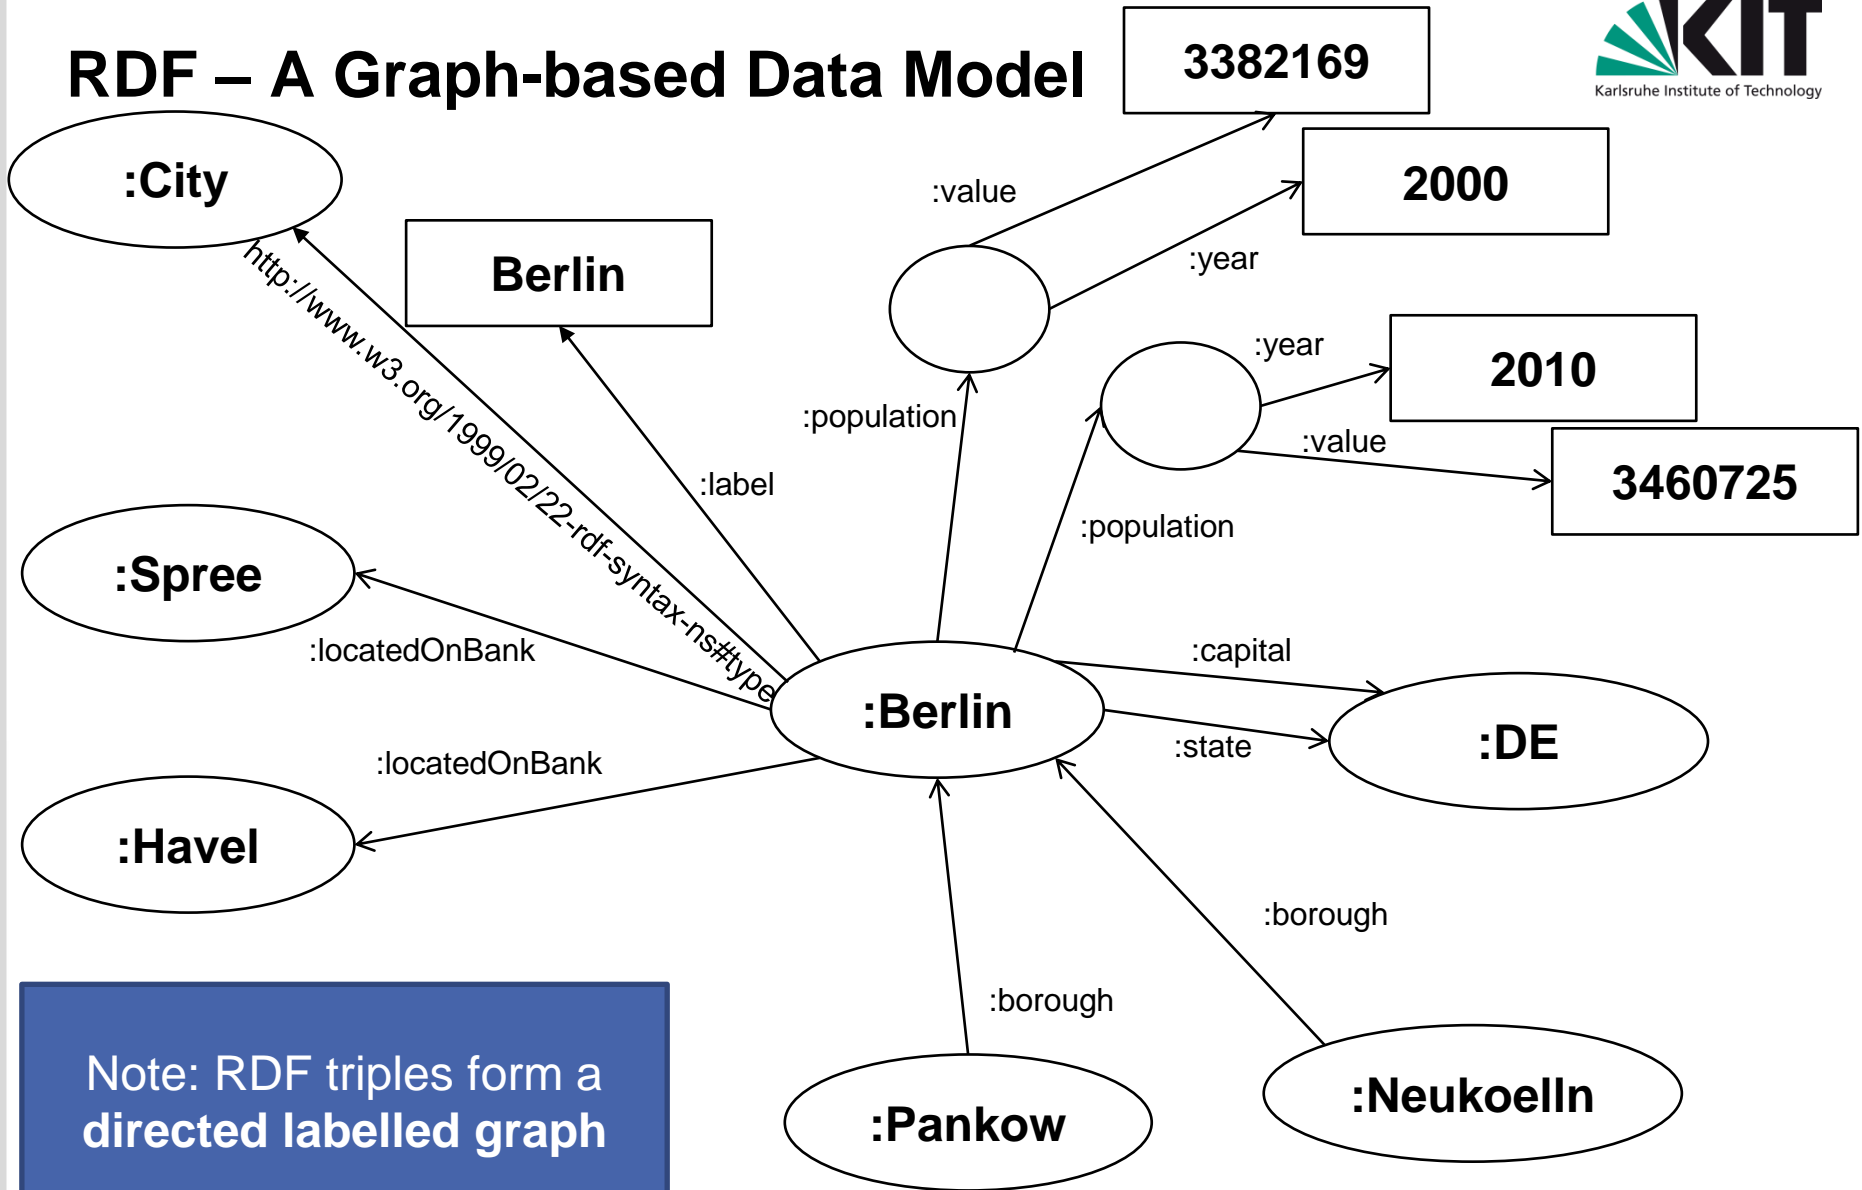 RDF – A Graph-based Data Model
3382169
KIT
Karlsruhe Institute of Technology
:City
:value
2000
Berlin
:year
http://www.w3.org/1999/02/22-rdf-syntax-ns#type
:year
2010
:population
:value
:label
3460725
:population
:Spree
:locatedOnBank
:capital
:Berlin
:state
:DE
:locatedOnBank
:Havel
:borough
:borough
Note: RDF triples form a
directed labelled graph
:Pankow
:Neukoelln